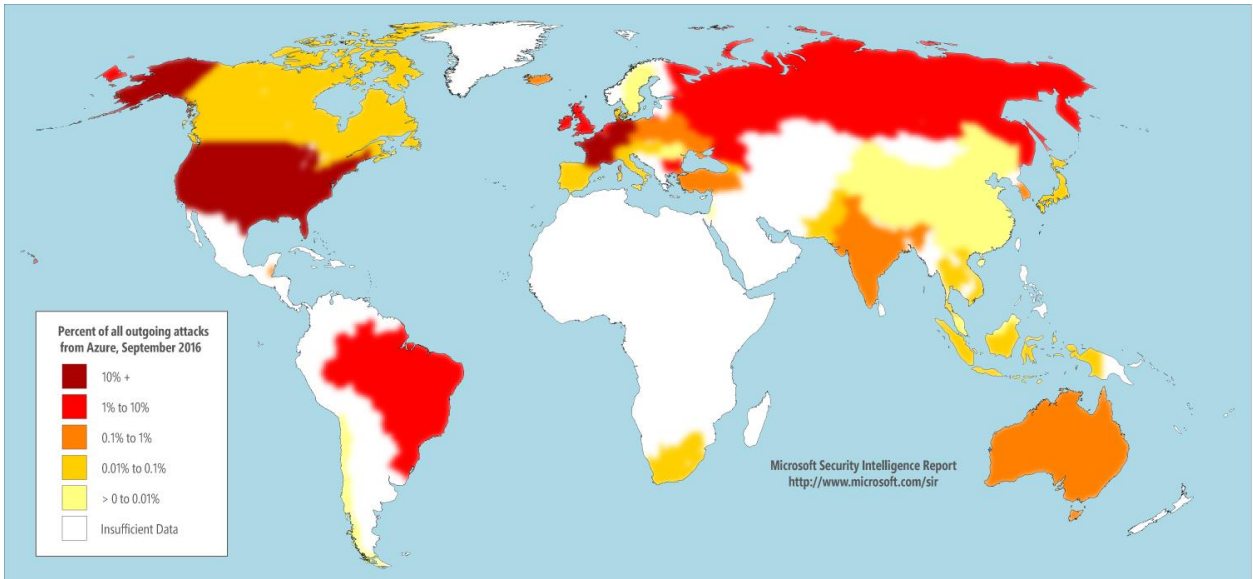 Percent of all outgoing attacks
from Azure, September 2016
10% +
1% to 10%
0.1% to 1%
0.01% to 0.1%
> 0 to 0.01%
Insufficient Data
Microsoft Security Intelligence Report
http://www.microsoft.com/sir